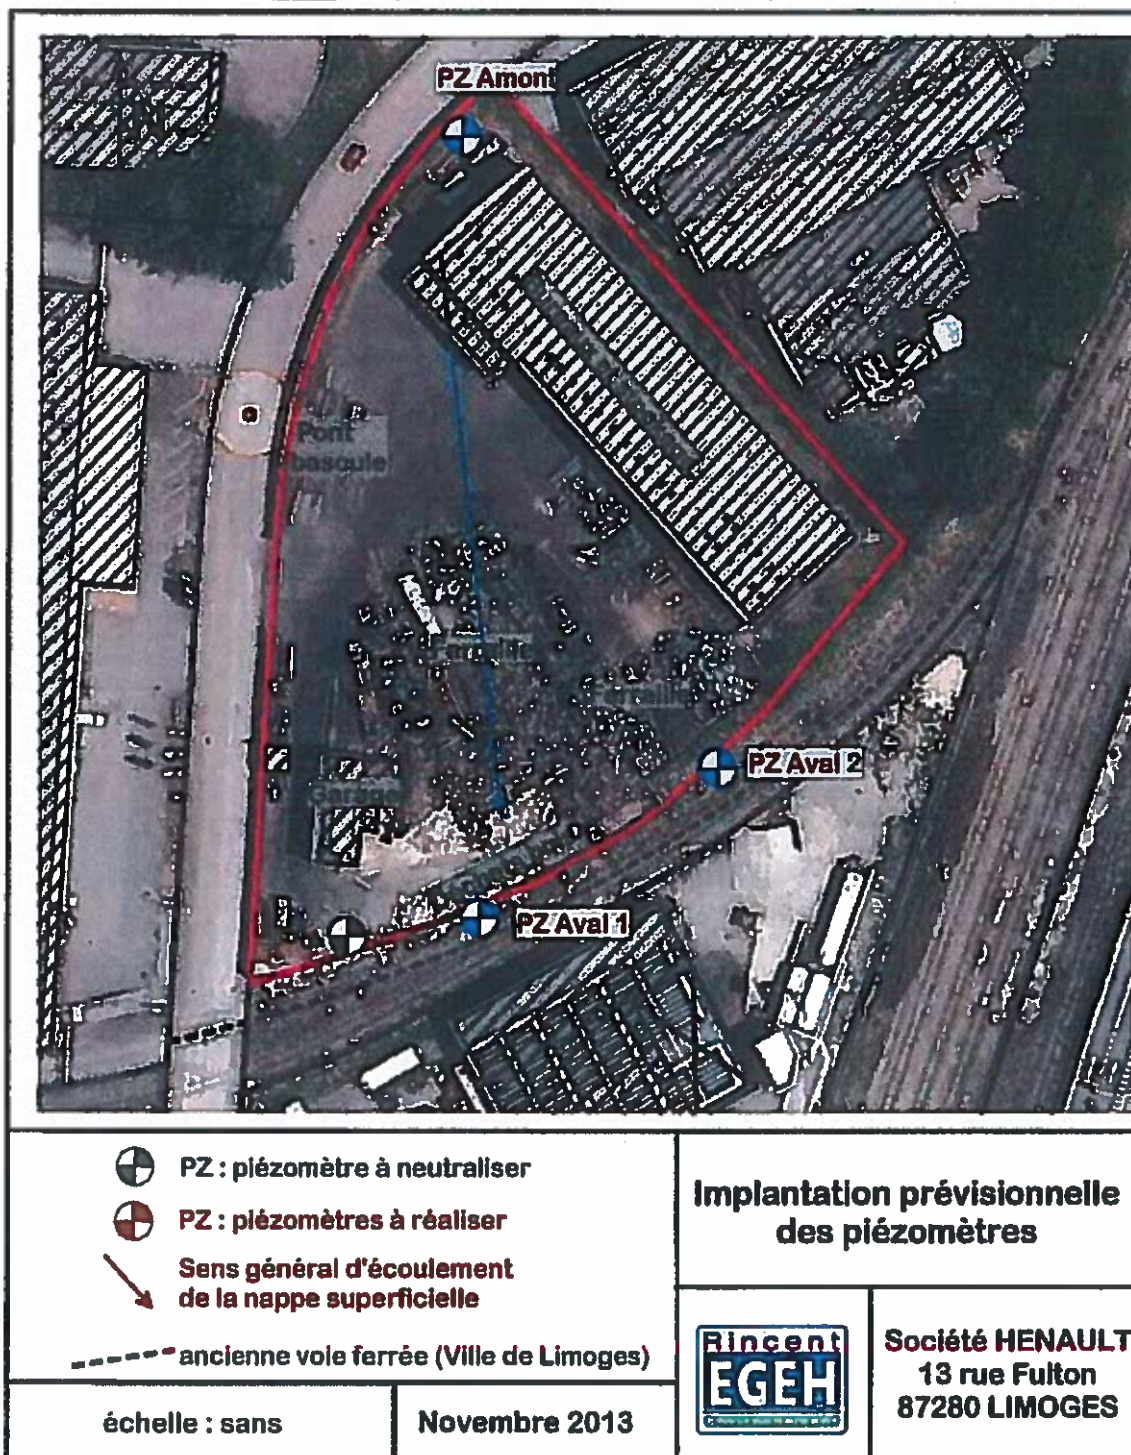 PZ Amont
Pont
bascule
PZ Aval 2
PZ Aval 1
PZ : piézomètre à neutraliser
PZ : piézomètres à réaliser
Sens général d'écoulement
de la nappe superficielle
ancienne voie ferrée (Ville de Limoges)
échelle : sans
Novembre 2013
Implantation prévisionnelle
des piézomètres
Rincent
EGEH
Société HENAULT
13 rue Fulton
87280 LIMOGES